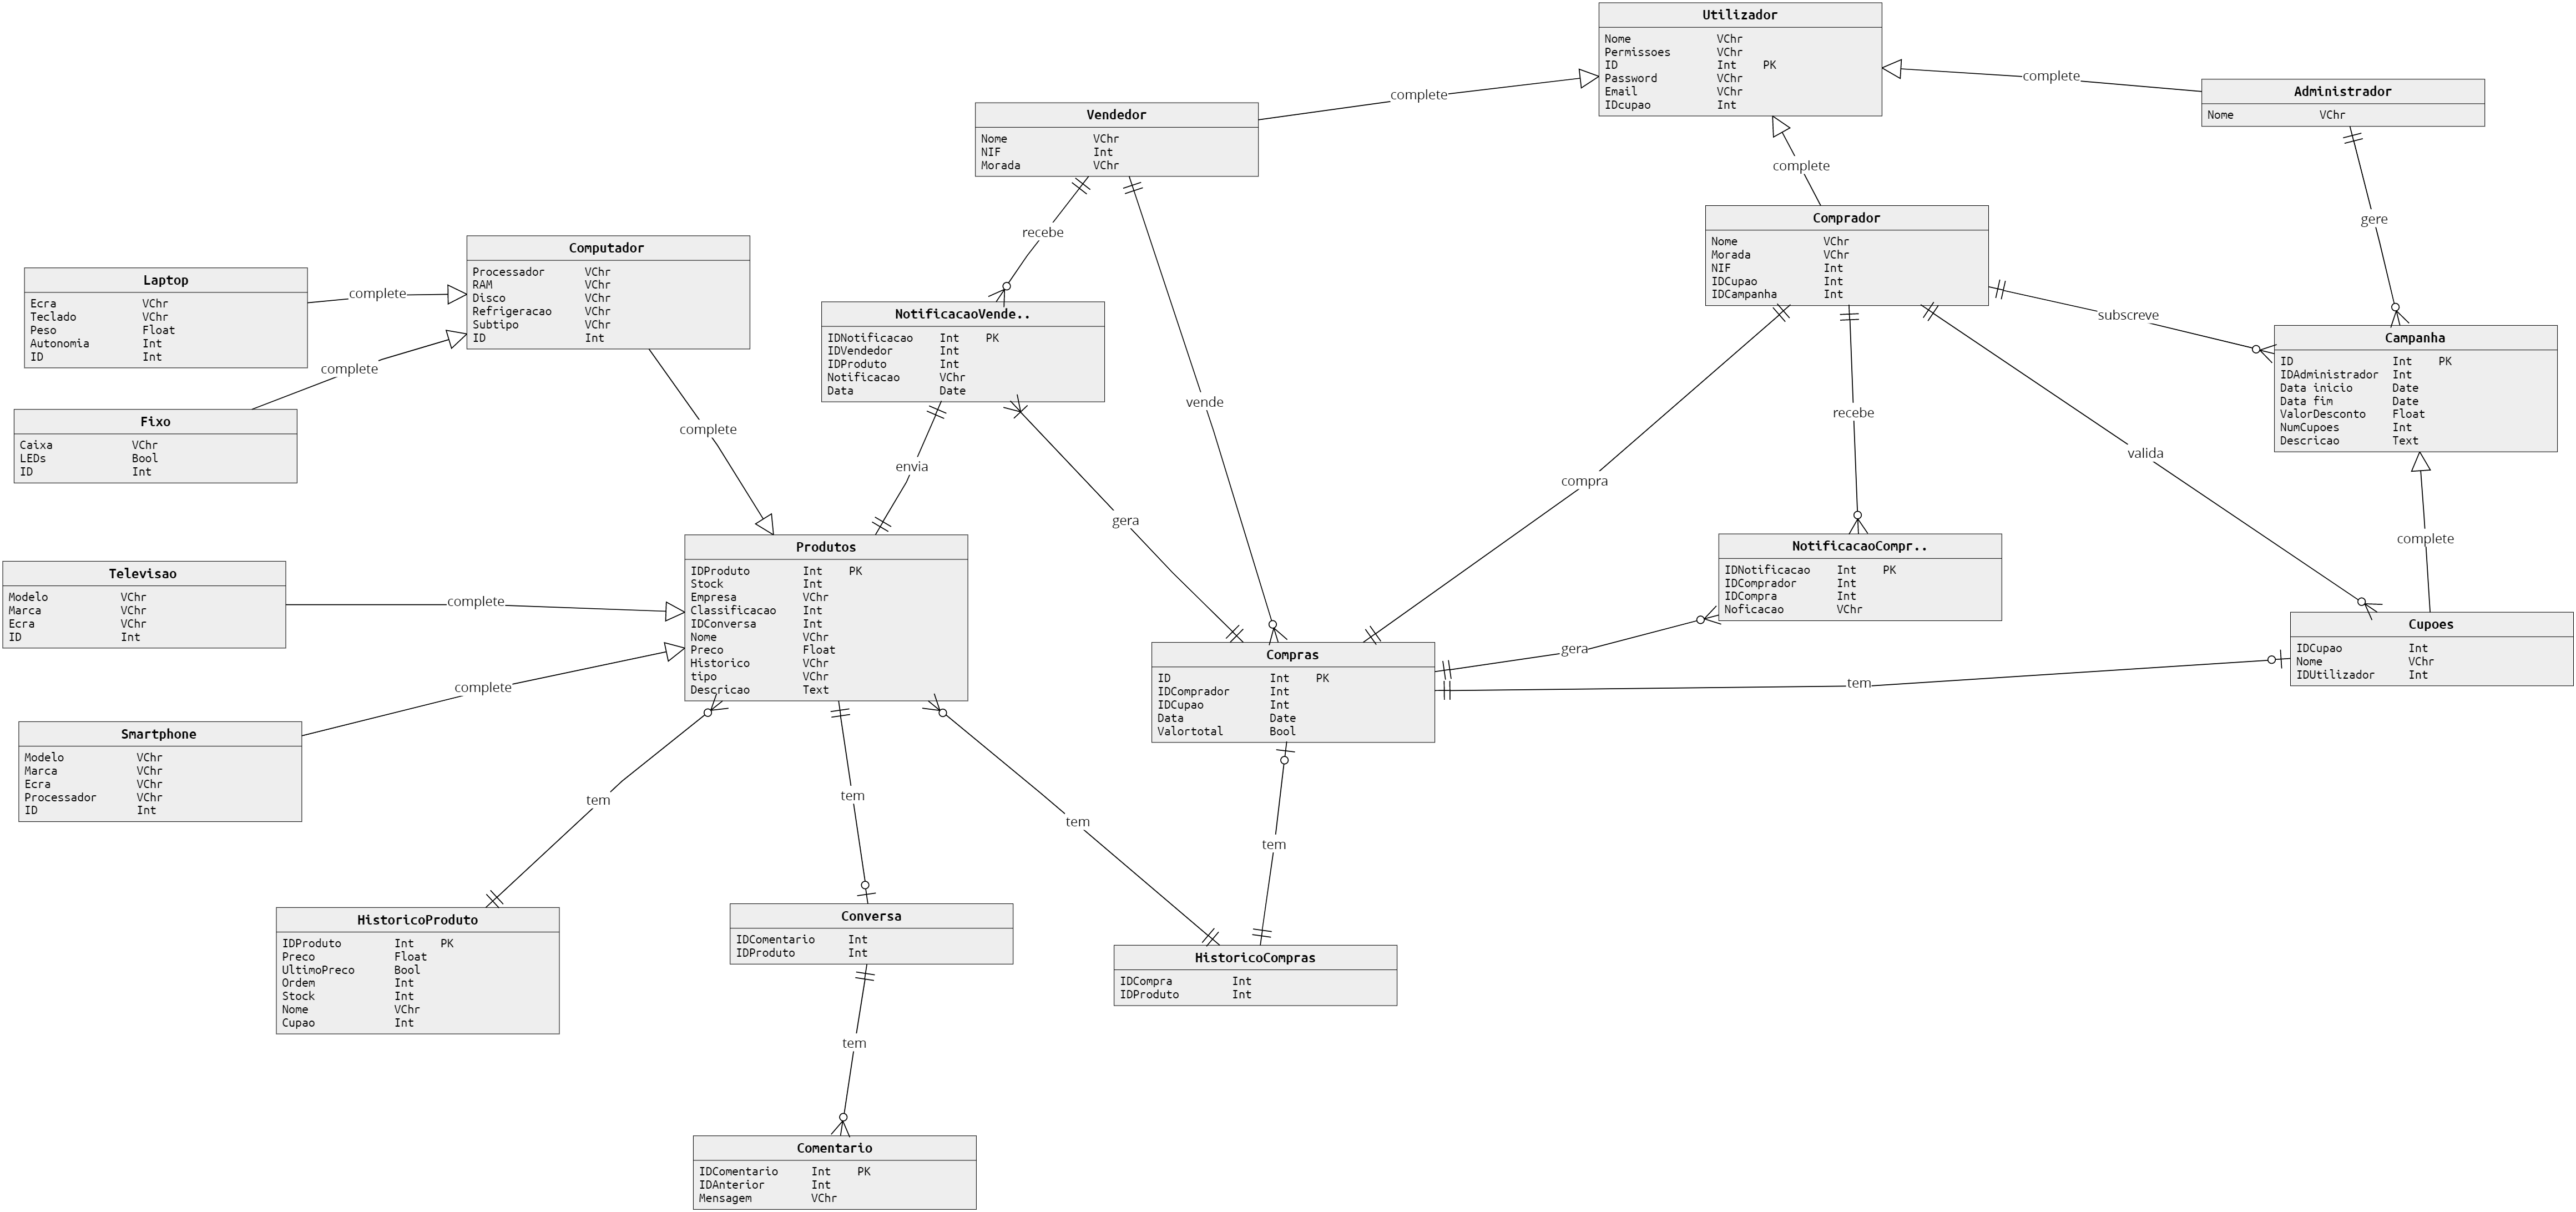 Utilizador
Nome VChr
Permissoes VChr
ID Int PK
Password VChr
Email VChr
IDcupao Int
complete
complete
complete
Administrador
Nome VChr
Vendedor
Nome VChr
NIF Int
Morada VChr
recebe
vende
gere
Comprador
Nome VChr
Morada VChr
NIF Int
IDCupao Int
IDCampanha Int
subscreve
Computador
Processador VChr
RAM VChr
Disco VChr
Refrigeracao VChr
Subtipo VChr
ID Int
Laptop
Ecra VChr
Teclado VChr
Peso Float
Autonomia Int
ID Int
complete
complete
Fixo
Caixa VChr
LEDs Bool
ID Int
complete
NotificacaoVende..
IDNotificacao Int PK
IDVendedor Int
IDProduto Int
Notificacao VChr
Data Date
envia
gera
compra
recebe
valida
Campanha
ID Int PK
IDAdministrador Int
Data inicio Date
Data fim Date
ValorDesconto Float
NumCupoes Int
Descricao Text
complete
Produtos
IDProduto Int PK
Stock Int
Empresa VChr
Classificacao Int
IDConversa Int
Nome VChr
Preco Float
Historico VChr
tipo VChr
Descricao Text
Televisao
Modelo VChr
Marca VChr
Ecra VChr
ID Int
complete
complete
Smartphone
Modelo VChr
Marca VChr
Ecra VChr
Processador VChr
ID Int
NotificacaoCompr..
IDNotificacao Int PK
IDComprador Int
IDCompra Int
Noficacao VChr
gera
Cupoes
IDCupao Int
Nome VChr
IDUtilizador Int
tem
Compras
ID Int PK
IDComprador Int
IDCupao Int
Data Date
Valortotal Bool
tem
tem
tem
tem
HistoricoProduto
IDProduto Int PK
Preco Float
UltimoPreco Bool
Ordem Int
Stock Int
Nome VChr
Cupao Int
Conversa
IDComentario Int
IDProduto Int
HistoricoCompras
IDCompra Int
IDProduto Int
tem
Comentario
IDComentario Int PK
IDAnterior Int
Mensagem VChr